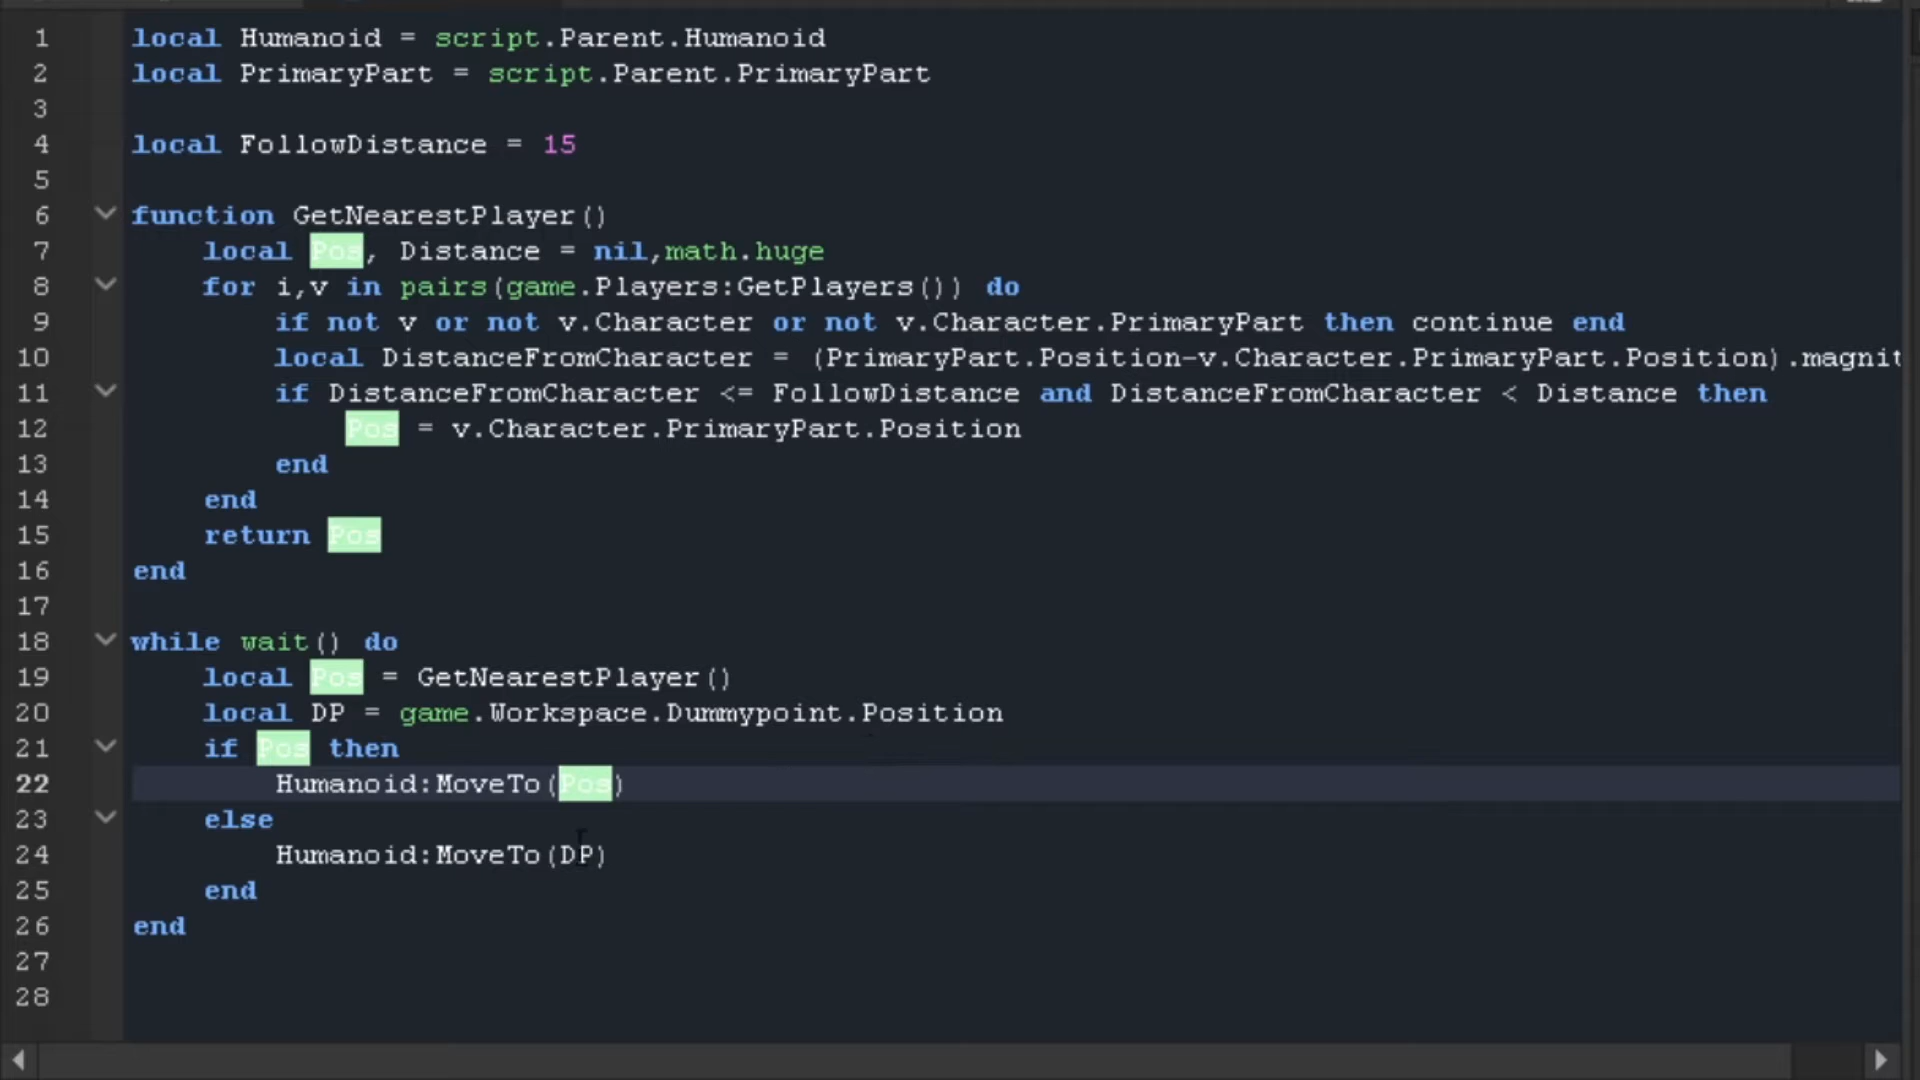 1 local Humanoid = script.Parent.Humanoid
2 local PrimaryPart = script.Parent.PrimaryPart
3
4 local FollowDistance = 15
5
6 function GetNearestPlayer()
7 local Pos, Distance = nil,math.huge
8 for i,v in pairs(game.Players:GetPlayers()) do
9 if not v or not v.Character or not v.Character.PrimaryPart then continue end
10 local DistanceFromCharacter = (PrimaryPart.Position-v.Character.PrimaryPart.Position).magnit
11 if DistanceFromCharacter <= FollowDistance and DistanceFromCharacter < Distance then
12 Pos = v.Character.PrimaryPart.Position
13 end
14 end
15 return Pos
16 end
17
18 while wait() do
19 local Pos = GetNearestPlayer()
20 local DP = game.Workspace.Dummypoint.Position
21 if Pos then
22 Humanoid:MoveTo(Pos)
23 else
24 Humanoid:MoveTo(DP)
25 end
26 end
27
28